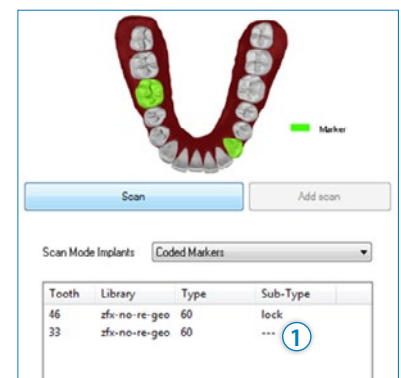 Marker
Scan Add scan
Scan Mode Implants Coded Markers
Tooth Library Type Sub-Type
46 zfx-no-re-geo 60 lock
33 zfx-no-re-geo 60 ---
1